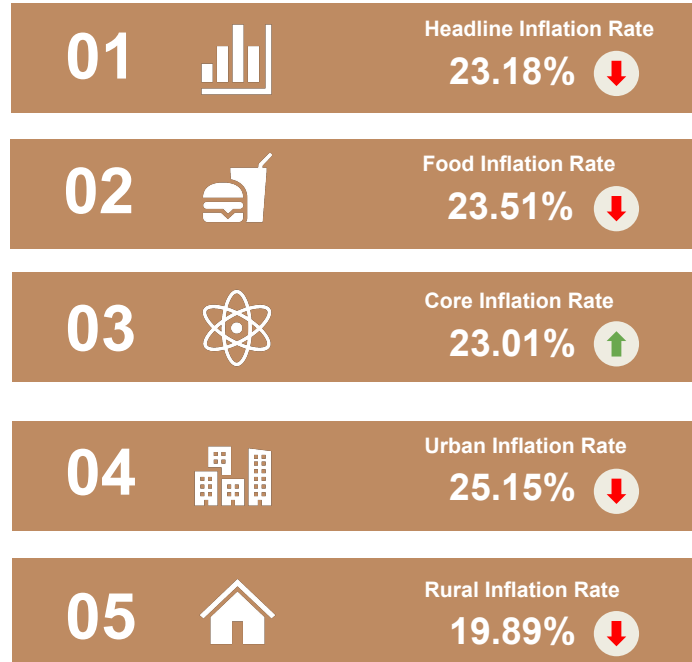 01
Headline Inflation Rate
23.18%
02
Food Inflation Rate
23.51%
03
Core Inflation Rate
23.01%
04
Urban Inflation Rate
25.15%
05
Rural Inflation Rate
19.89%